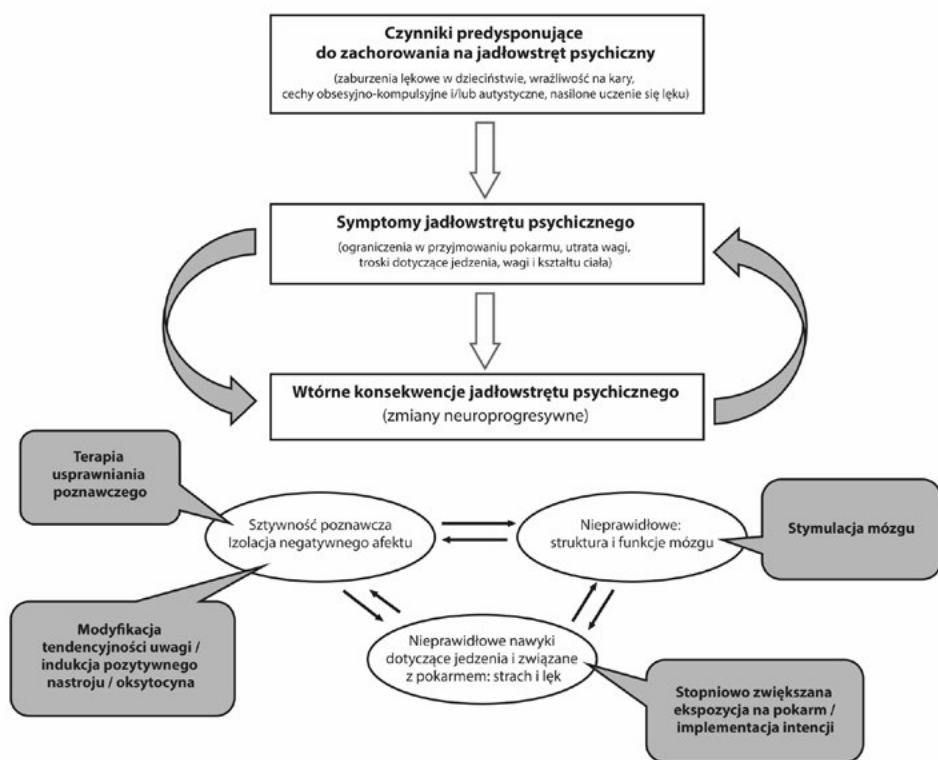 Czynniki predysponujące
do zachorowania na jadłowstręt psychiczny
(zaburzenia lękowe w dzieciństwie, wrażliwość na kary,
cechy obsesyjno-kompulsyjne i/lub autystyczne, nasilone uczenie się lęku)
Symptomy jadłowstrętu psychicznego
(ograniczenia w przyjmowaniu pokarmu, utrata wagi,
troski dotyczące jedzenia, wagi i kształtu ciała)
Wtórne konsekwencje jadłowstrętu psychicznego
(zmiany neuroprogresywne)
Terapia
usprawniania
poznawczego
Sztywność poznawcza
Izolacja negatywnego afektu
Nieprawidłowe:
struktura i funkcje mózgu
Stymulacja mózgu
Modyfikacja
tendencyjności uwagi /
indukcja pozytywnego
nastroju / oksytocyna
Nieprawidłowe nawyki
dotyczące jedzenia i związane
z pokarmem: strach i lęk
Stopniowo zwiększana
ekspozycja na pokarm /
implementacja intencji